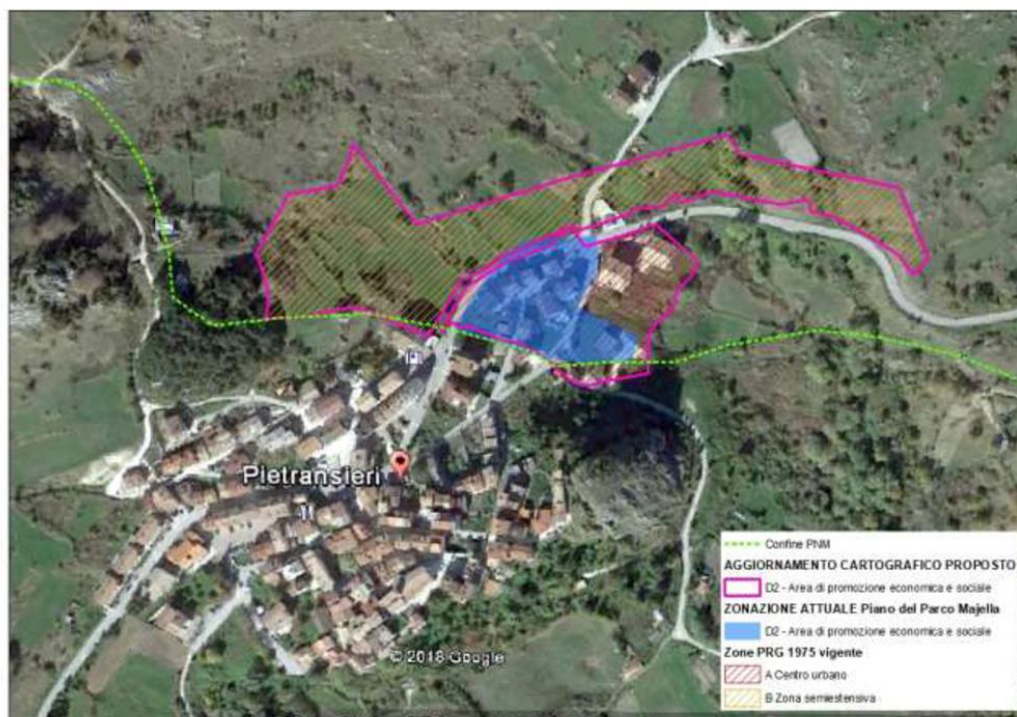 Pietransieri
© 2018 Google
Confine PNM
AGGIORNAMENTO CARTOGRAFICO PROPOSTO
D2 - Area di promozione economica e sociale
ZONAZIONE ATTUALE Piano del Parco Majella
D2 - Area di promozione economica e sociale
Zone PRG 1975 vigente
A Centro urbano
B Zona semiestensiva